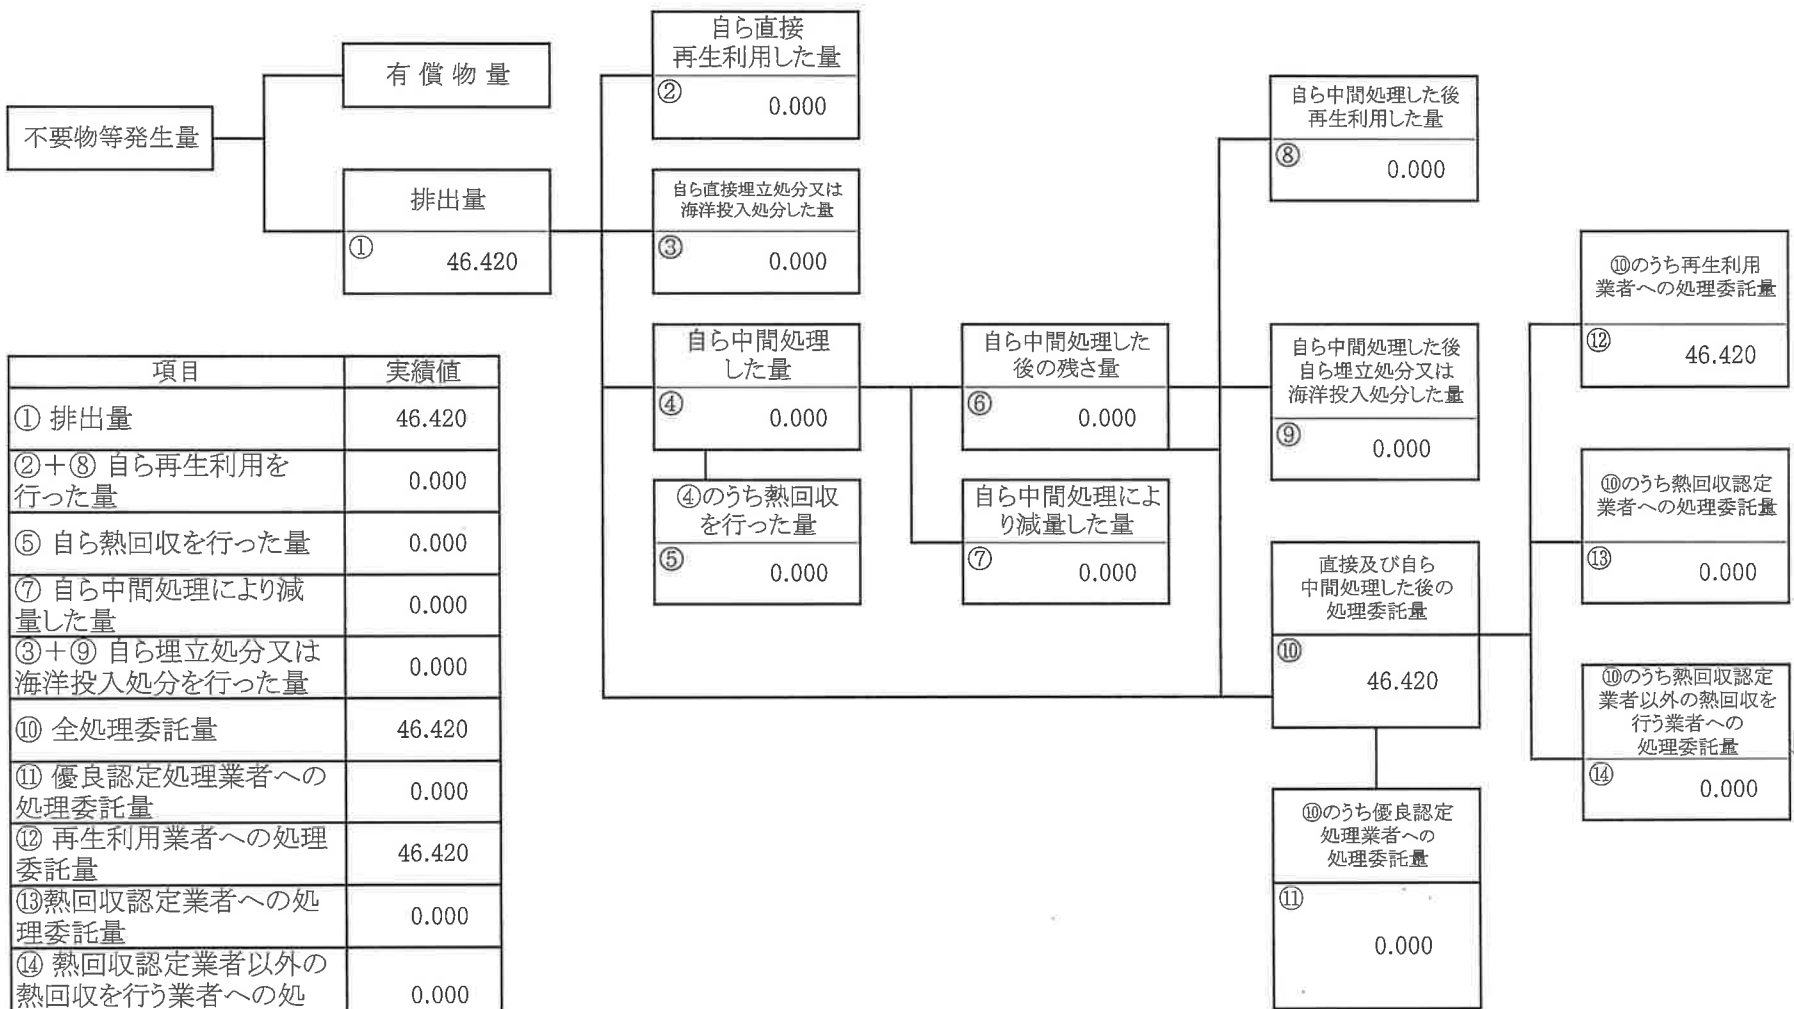 不要物等発生量
有償物量
排出量
①
46.420
自ら直接
再生利用した量
②
0.000
自ら直接埋立処分又は
海洋投入処分した量
③
0.000
自ら中間処理
した量
④
0.000
④のうち熱回収
を行った量
⑤
0.000
自ら中間処理した
後の残さ量
⑥
0.000
自ら中間処理によ
り減量した量
⑦
0.000
自ら中間処理した後
再生利用した量
⑧
0.000
自ら中間処理した後
自ら埋立処分又は
海洋投入処分した量
⑨
0.000
直接及び自ら
中間処理した後の
処理委託量
⑩
46.420
⑩のうち優良認定
処理業者への
処理委託量
⑪
0.000
⑩のうち再生利用
業者への処理委託量
⑫
46.420
⑩のうち熱回収認定
業者への処理委託量
⑬
0.000
⑩のうち熱回収認定
業者以外の熱回収を
行う業者への
処理委託量
⑭
0.000
項目 実績値
① 排出量 46.420
②+⑧ 自ら再生利用を
行った量 0.000
⑤ 自ら熱回収を行った量 0.000
⑦ 自ら中間処理により減
量した量 0.000
③+⑨ 自ら埋立処分又は
海洋投入処分を行った量 0.000
⑩ 全処理委託量 46.420
⑪ 優良認定処理業者への
処理委託量 0.000
⑫ 再生利用業者への処理
委託量 46.420
⑬熱回収認定業者への処
理委託量 0.000
⑭ 熱回収認定業者以外の
熱回収を行う業者への処 0.000